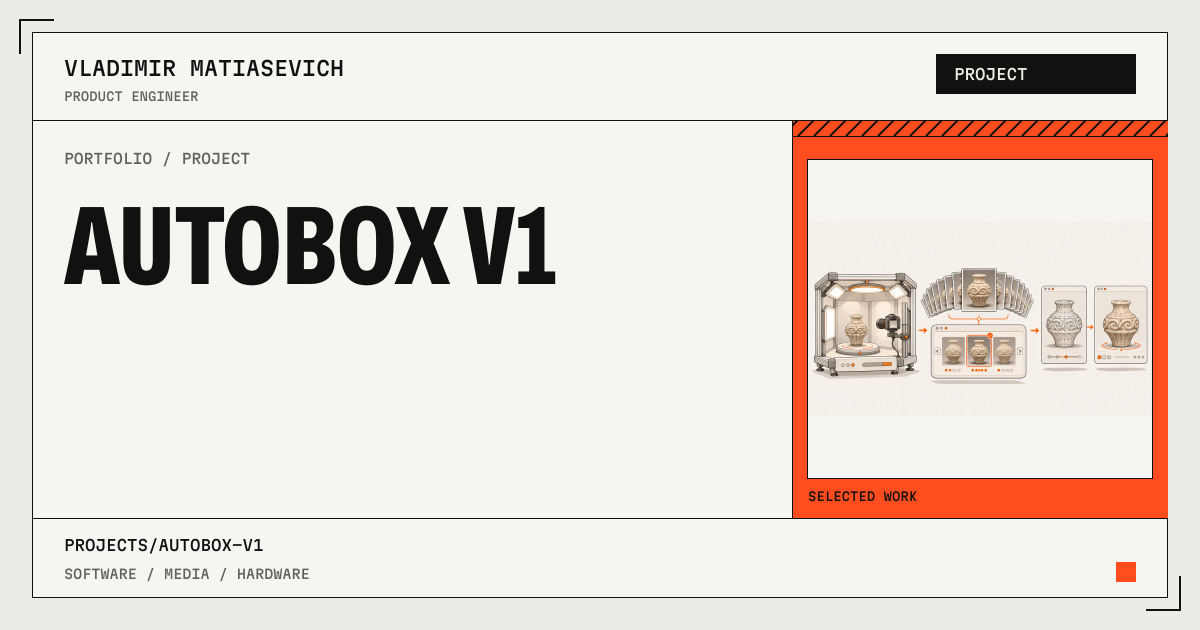 VLADIMIR MATIASEVICH
PRODUCT ENGINEER
PROJECT
PORTFOLIO / PROJECT
AUTOBOX V1
SELECTED WORK
PROJECTS/AUTOBOX–V1
SOFTWARE / MEDIA / HARDWARE